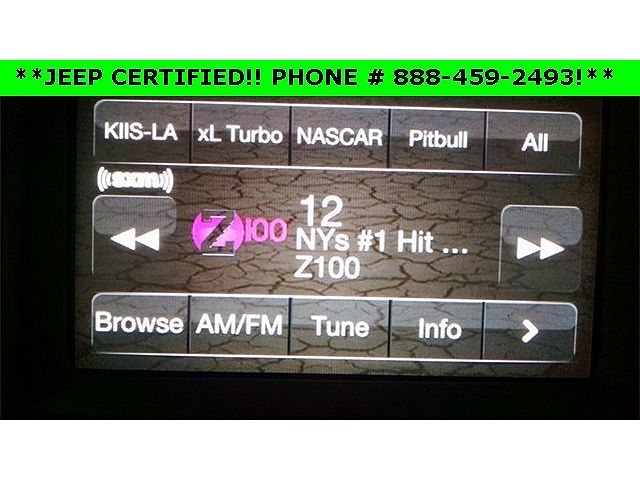 **JEEP CERTIFIED!! PHONE # 888-459-2493!**
KIIS-LA xL Turbo NASCAR Pitbull All
((sxm))
Z100
12
NYs #1 Hit ...
Z100
Browse AM/FM Tune Info >